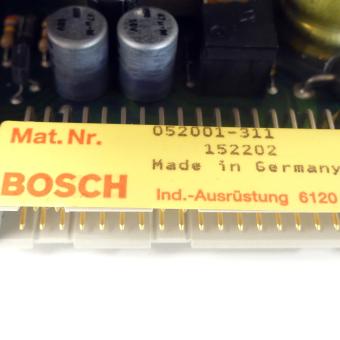 Mat. Nr. 052001-311
152202
Made in Germany
BOSCH Ind.-Ausrüstung 6120